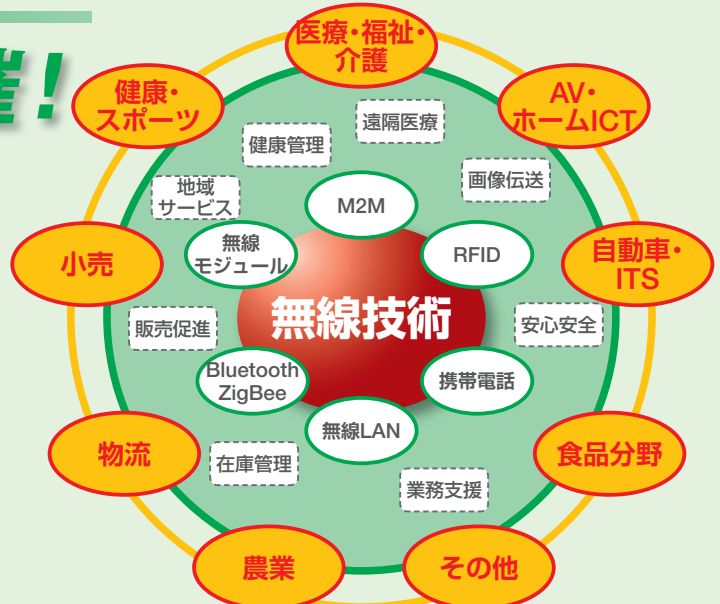 催!
医療・福祉・
介護
健康・
スポーツ
AV・
ホームICT
遠隔医療
健康管理
画像伝送
地域
サービス
M2M
無線
モジュール
RFID
小売
自動車・
ITS
無線技術
販売促進
安心安全
Bluetooth
ZigBee
携帯電話
無線LAN
物流
在庫管理
食品分野
業務支援
農業
その他